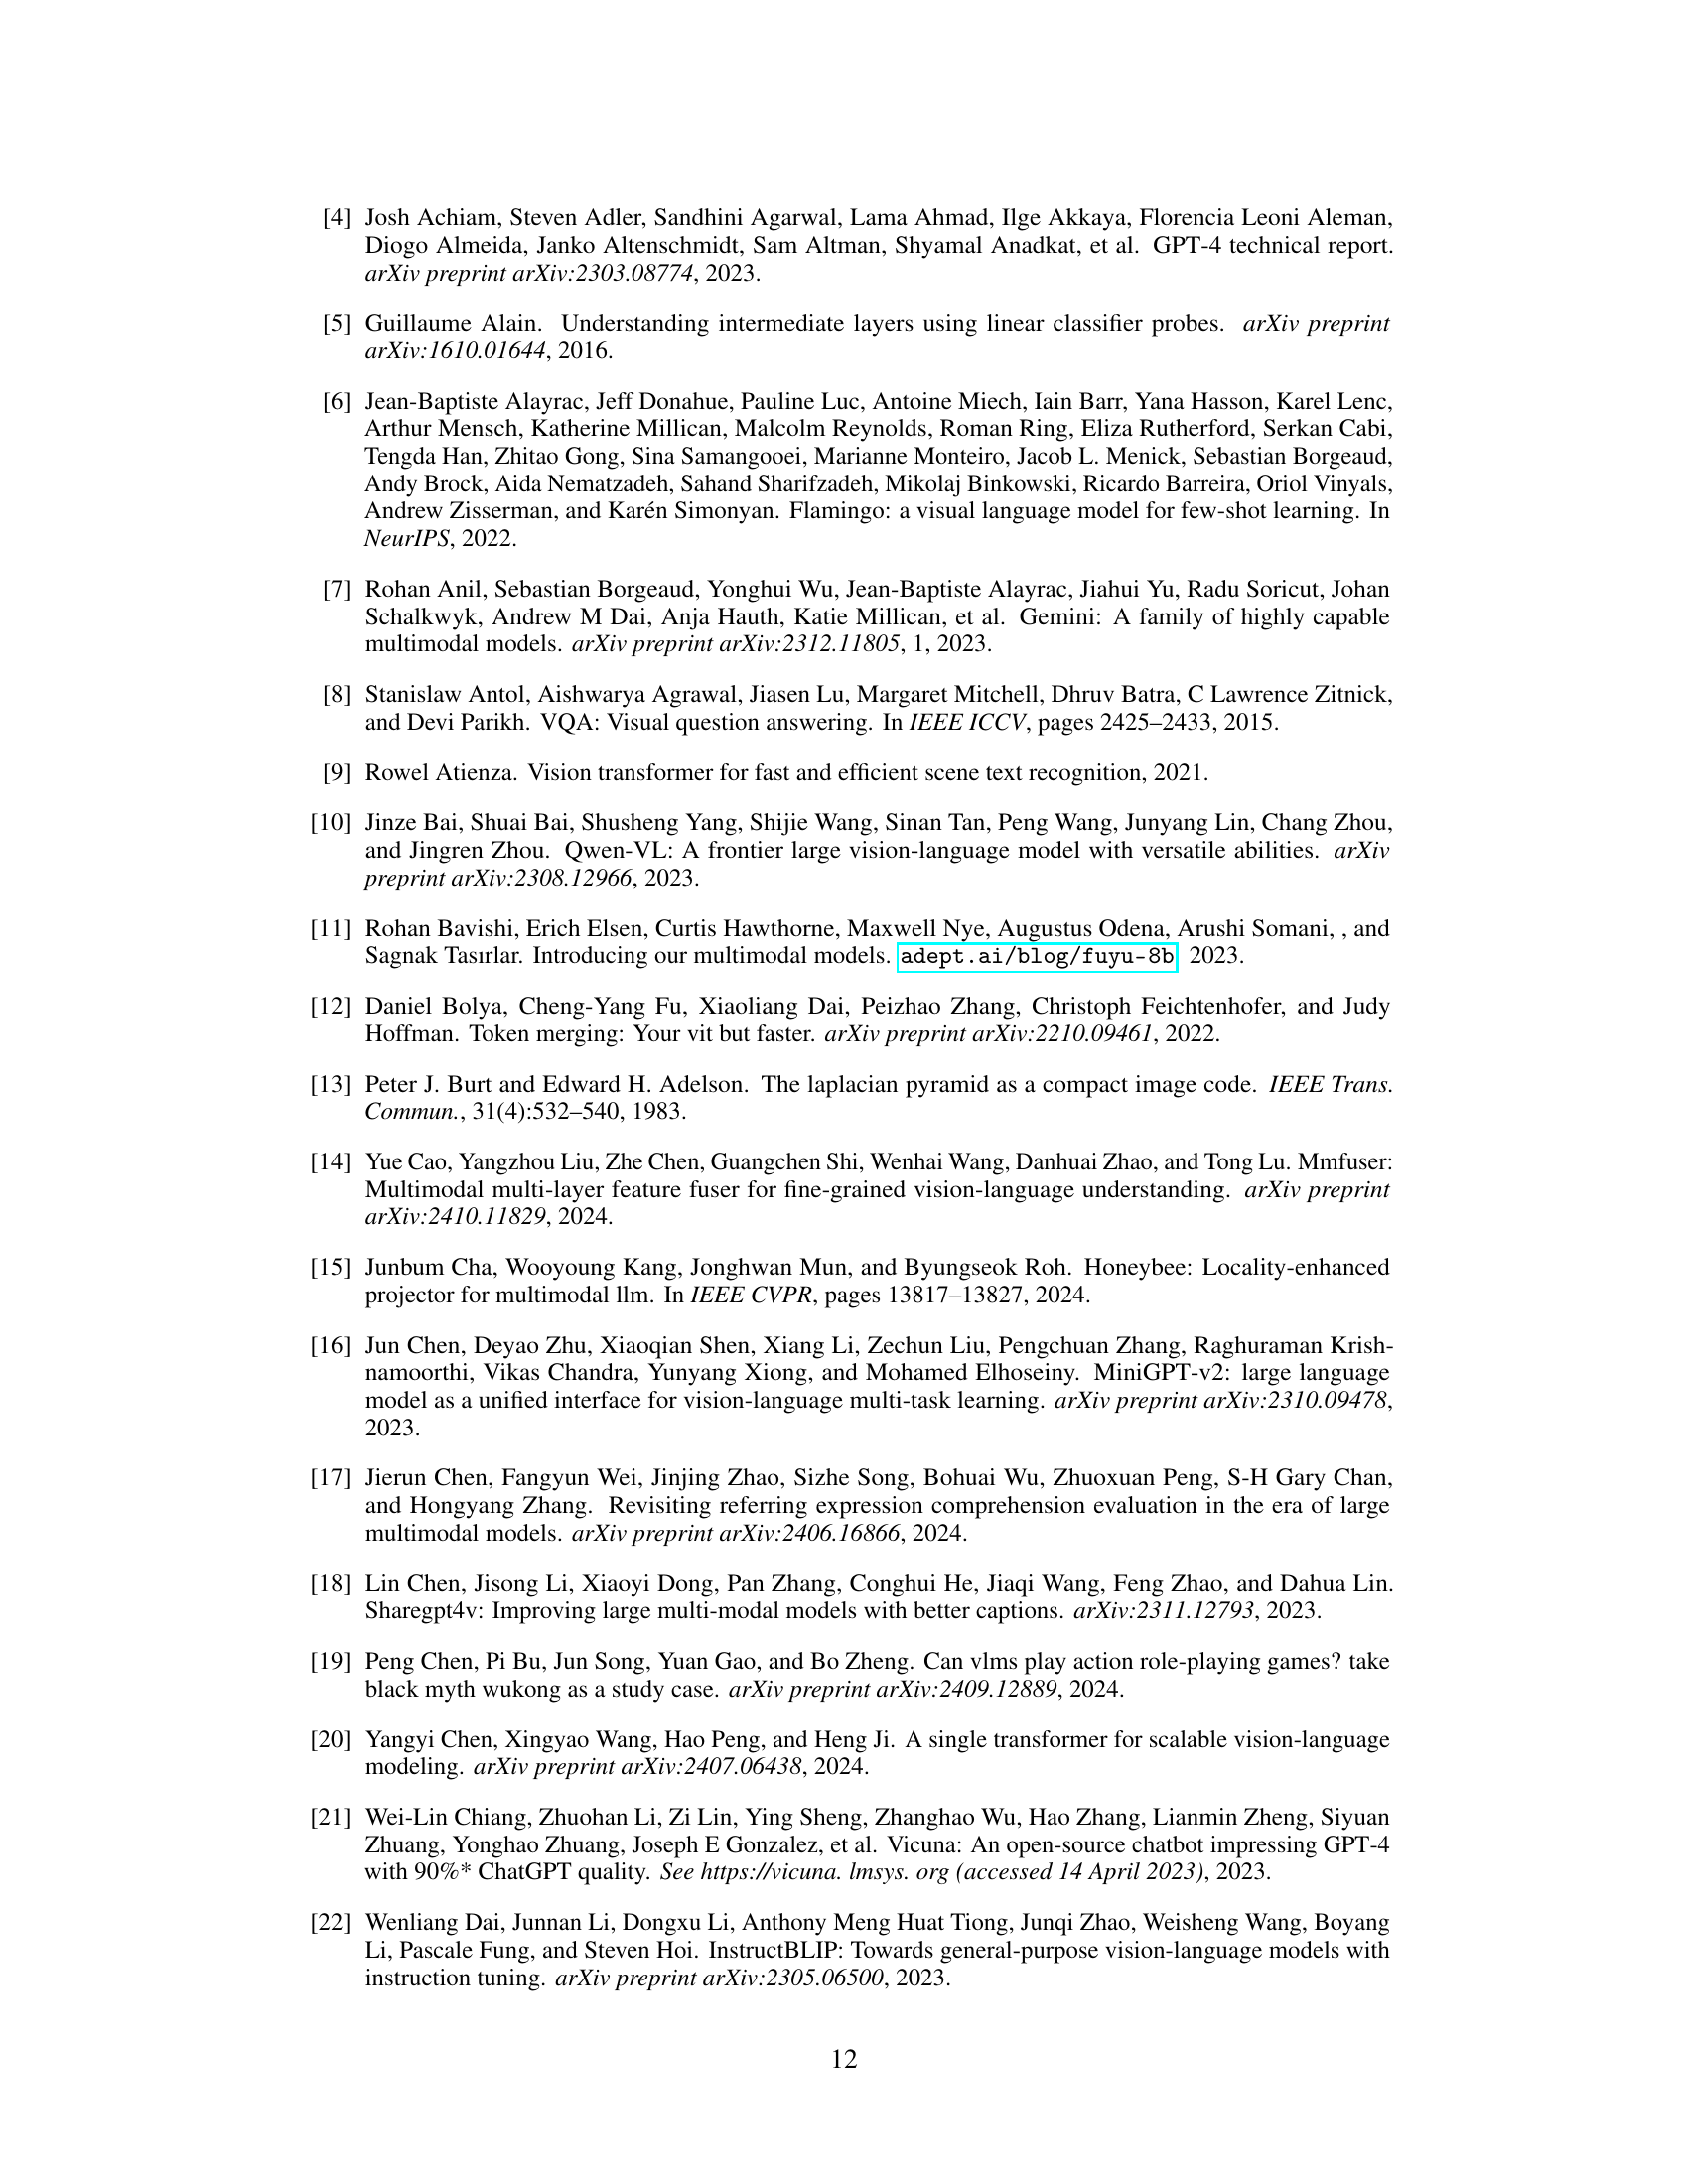 [4] Josh Achiam, Steven Adler, Sandhini Agarwal, Lama Ahmad, Ilge Akkaya, Florencia Leoni Aleman,
Diogo Almeida, Janko Altenschmidt, Sam Altman, Shyamal Anadkat, et al. GPT-4 technical report.
arXiv preprint arXiv:2303.08774, 2023.
[5] Guillaume Alain. Understanding intermediate layers using linear classifier probes. arXiv preprint
arXiv:1610.01644, 2016.
[6] Jean-Baptiste Alayrac, Jeff Donahue, Pauline Luc, Antoine Miech, Iain Barr, Yana Hasson, Karel Lenc,
Arthur Mensch, Katherine Millican, Malcolm Reynolds, Roman Ring, Eliza Rutherford, Serkan Cabi,
Tengda Han, Zhitao Gong, Sina Samangooei, Marianne Monteiro, Jacob L. Menick, Sebastian Borgeaud,
Andy Brock, Aida Nematzadeh, Sahand Sharifzadeh, Mikolaj Binkowski, Ricardo Barreira, Oriol Vinyals,
Andrew Zisserman, and Karén Simonyan. Flamingo: a visual language model for few-shot learning. In
NeurIPS, 2022.
[7] Rohan Anil, Sebastian Borgeaud, Yonghui Wu, Jean-Baptiste Alayrac, Jiahui Yu, Radu Soricut, Johan
Schalkwyk, Andrew M Dai, Anja Hauth, Katie Millican, et al. Gemini: A family of highly capable
multimodal models. arXiv preprint arXiv:2312.11805, 1, 2023.
[8] Stanislaw Antol, Aishwarya Agrawal, Jiasen Lu, Margaret Mitchell, Dhruv Batra, C Lawrence Zitnick,
and Devi Parikh. VQA: Visual question answering. In IEEE ICCV, pages 2425–2433, 2015.
[9] Rowel Atienza. Vision transformer for fast and efficient scene text recognition, 2021.
[10] Jinze Bai, Shuai Bai, Shusheng Yang, Shijie Wang, Sinan Tan, Peng Wang, Junyang Lin, Chang Zhou,
and Jingren Zhou. Qwen-VL: A frontier large vision-language model with versatile abilities. arXiv
preprint arXiv:2308.12966, 2023.
[11] Rohan Bavishi, Erich Elsen, Curtis Hawthorne, Maxwell Nye, Augustus Odena, Arushi Somani, , and
Sagnak Tasırlar. Introducing our multimodal models. adept.ai/blog/fuyu-8b 2023.
[12] Daniel Bolya, Cheng-Yang Fu, Xiaoliang Dai, Peizhao Zhang, Christoph Feichtenhofer, and Judy
Hoffman. Token merging: Your vit but faster. arXiv preprint arXiv:2210.09461, 2022.
[13] Peter J. Burt and Edward H. Adelson. The laplacian pyramid as a compact image code. IEEE Trans.
Commun., 31(4):532–540, 1983.
[14] Yue Cao, Yangzhou Liu, Zhe Chen, Guangchen Shi, Wenhai Wang, Danhuai Zhao, and Tong Lu. Mmfuser:
Multimodal multi-layer feature fuser for fine-grained vision-language understanding. arXiv preprint
arXiv:2410.11829, 2024.
[15] Junbum Cha, Wooyoung Kang, Jonghwan Mun, and Byungseok Roh. Honeybee: Locality-enhanced
projector for multimodal llm. In IEEE CVPR, pages 13817–13827, 2024.
[16] Jun Chen, Deyao Zhu, Xiaoqian Shen, Xiang Li, Zechun Liu, Pengchuan Zhang, Raghuraman Krish-
namoorthi, Vikas Chandra, Yunyang Xiong, and Mohamed Elhoseiny. MiniGPT-v2: large language
model as a unified interface for vision-language multi-task learning. arXiv preprint arXiv:2310.09478,
2023.
[17] Jierun Chen, Fangyun Wei, Jinjing Zhao, Sizhe Song, Bohuai Wu, Zhuoxuan Peng, S-H Gary Chan,
and Hongyang Zhang. Revisiting referring expression comprehension evaluation in the era of large
multimodal models. arXiv preprint arXiv:2406.16866, 2024.
[18] Lin Chen, Jisong Li, Xiaoyi Dong, Pan Zhang, Conghui He, Jiaqi Wang, Feng Zhao, and Dahua Lin.
Sharegpt4v: Improving large multi-modal models with better captions. arXiv:2311.12793, 2023.
[19] Peng Chen, Pi Bu, Jun Song, Yuan Gao, and Bo Zheng. Can vlms play action role-playing games? take
black myth wukong as a study case. arXiv preprint arXiv:2409.12889, 2024.
[20] Yangyi Chen, Xingyao Wang, Hao Peng, and Heng Ji. A single transformer for scalable vision-language
modeling. arXiv preprint arXiv:2407.06438, 2024.
[21] Wei-Lin Chiang, Zhuohan Li, Zi Lin, Ying Sheng, Zhanghao Wu, Hao Zhang, Lianmin Zheng, Siyuan
Zhuang, Yonghao Zhuang, Joseph E Gonzalez, et al. Vicuna: An open-source chatbot impressing GPT-4
with 90%* ChatGPT quality. See https://vicuna. lmsys. org (accessed 14 April 2023), 2023.
[22] Wenliang Dai, Junnan Li, Dongxu Li, Anthony Meng Huat Tiong, Junqi Zhao, Weisheng Wang, Boyang
Li, Pascale Fung, and Steven Hoi. InstructBLIP: Towards general-purpose vision-language models with
instruction tuning. arXiv preprint arXiv:2305.06500, 2023.
12